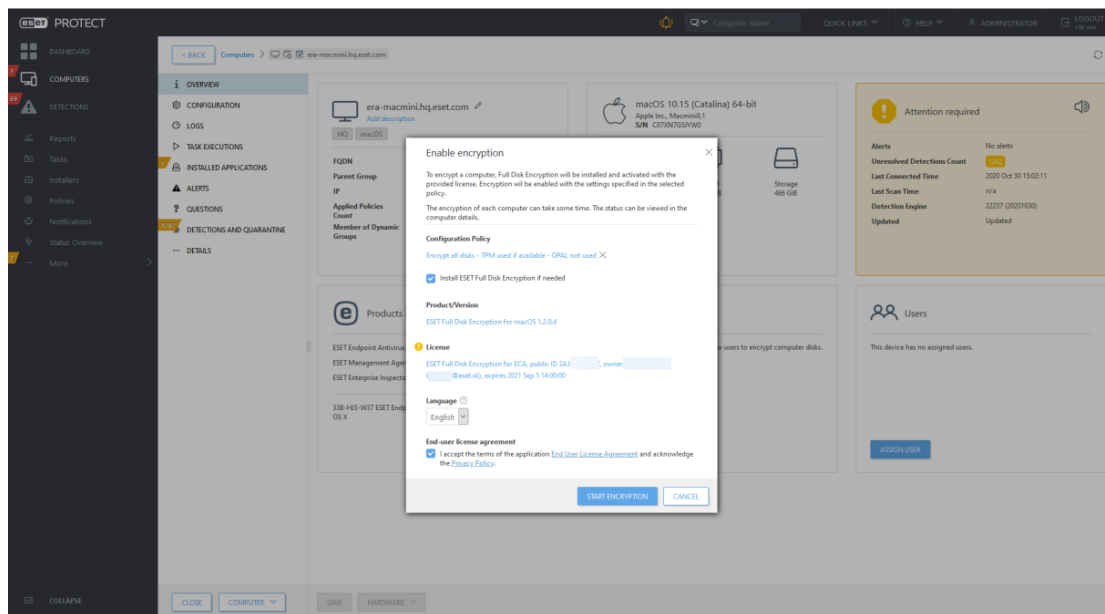 eset PROTECT
Computer Name
QUICK LINKS
HELP
ADMINISTRATOR
LOGOUT
>58 min
DASHBOARD
COMPUTERS
DETECTIONS
Reports
Tasks
Installers
Policies
Notifications
Status Overview
More
COLLAPSE
< BACK
Computers >
era-macmini.hq.eset.com
OVERVIEW
CONFIGURATION
LOGS
TASK EXECUTIONS
INSTALLED APPLICATIONS
ALERTS
QUESTIONS
DETECTIONS AND QUARANTINE
DETAILS
era-macmini.hq.eset.com
Add description
HQ macOS
FQDN
Parent Group
IP
Applied Policies
Count
Member of Dynamic
Groups
macOS 10.15 (Catalina) 64-bit
Apple Inc., Macmini8,1
S/N
Storage
466 GiB
Attention required
Alerts No alerts
Unresolved Detections Count 1242
Last Connected Time 2020 Oct 30 15:02:11
Last Scan Time n/a
Detection Engine 22237 (20201030)
Updated Updated
Products
ESET Endpoint Antivirus
ESET Management Ager
ESET Enterprise Inspecto
338-HJ3-W37 ESET Endp
OS X
w users to encrypt computer disks.
Users
This device has no assigned users.
ASSIGN USER
Enable encryption
To encrypt a computer, Full Disk Encryption will be installed and activated with the
provided license. Encryption will be enabled with the settings specified in the selected
policy.
The encryption of each computer can take some time. The status can be viewed in the
computer details.
Configuration Policy
Encrypt all disks - TPM used if available - OPAL not used
Install ESET Full Disk Encryption if needed
Product/Version
ESET Full Disk Encryption for macOS 1.2.0.4
License
ESET Full Disk Encryption for ECA, public ID 3AJ , owner
( @eset.sk), expires 2021 Sep 5 14:00:00
Language
English
End-user license agreement
I accept the terms of the application End User License Agreement and acknowledge
the Privacy Policy.
START ENCRYPTION
CANCEL
CLOSE
COMPUTER
SAVE
HARDWARE